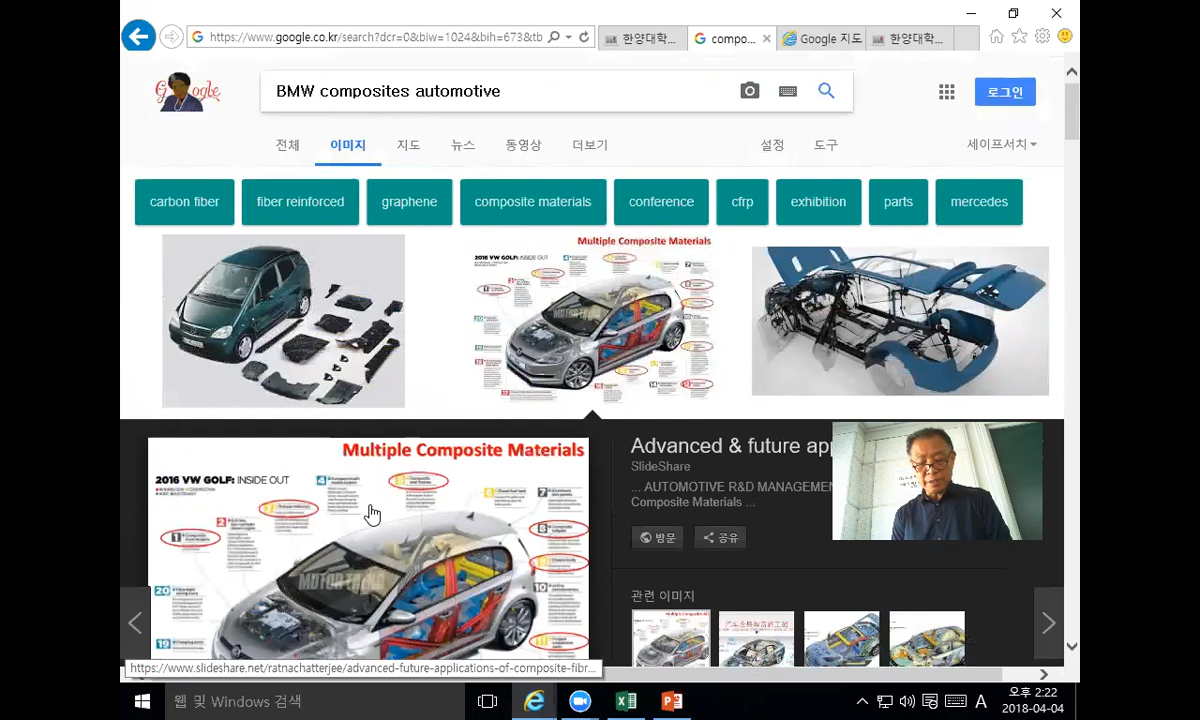 https://www.google.co.kr/search?dcr=0&biw=1024&bih=673&tb
한양대학...
compo...
Google 지도
한양대학...
BMW composites automotive
로그인
전체
이미지
지도
뉴스
동영상
더보기
설정
도구
세이프서치
carbon fiber
fiber reinforced
graphene
composite materials
conference
cfrp
exhibition
parts
mercedes
Multiple Composite Materials
2016 VW GOLF: INSIDE OUT
MOTOR TREND
Multiple Composite Materials
2016 VW GOLF: INSIDE OUT
MOTOR TREND
Advanced & future app
SlideShare
... AUTOMOTIVE R&D MANAGEMEN
Composite Materials ...
방문
공유
관련 이미지
https://www.slideshare.net/ratnachatterjee/advanced-future-applications-of-composite-fibr...
웹 및 Windows 검색
A
오후 2:22
2018-04-04